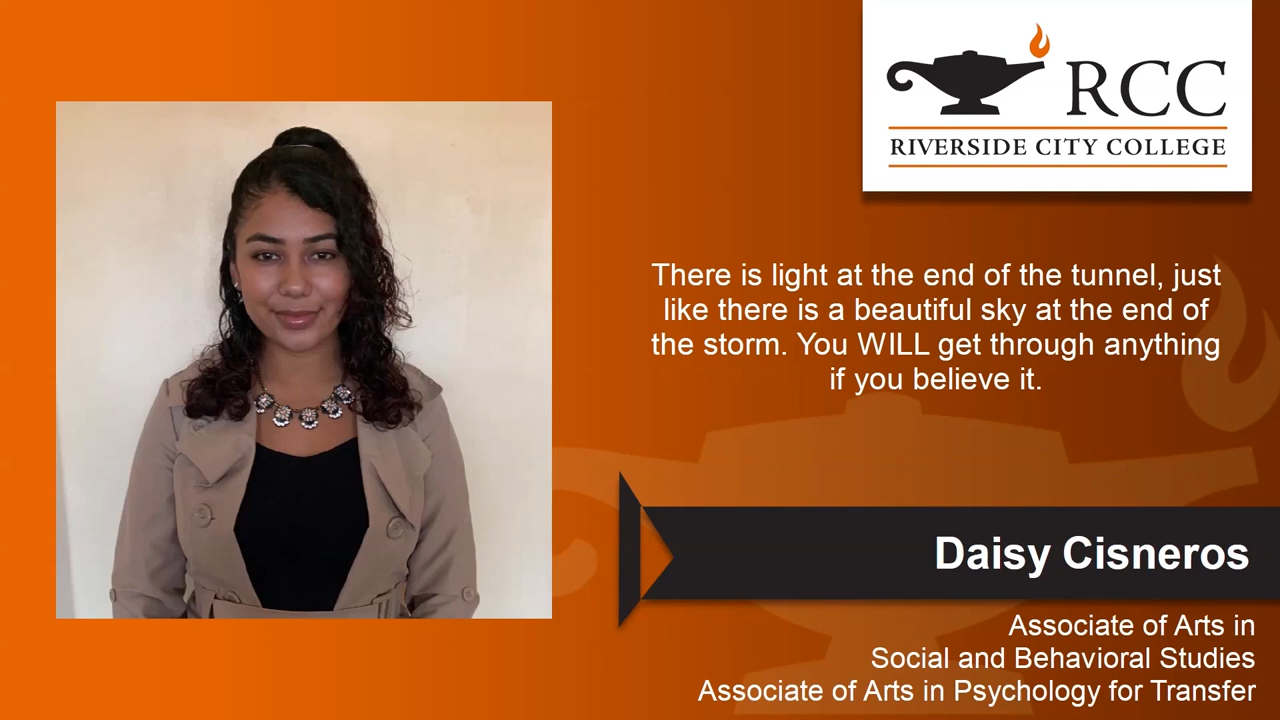 RCC
RIVERSIDE CITY COLLEGE
There is light at the end of the tunnel, just
like there is a beautiful sky at the end of
the storm. You WILL get through anything
if you believe it.
Daisy Cisneros
Associate of Arts in
Social and Behavioral Studies
Associate of Arts in Psychology for Transfer